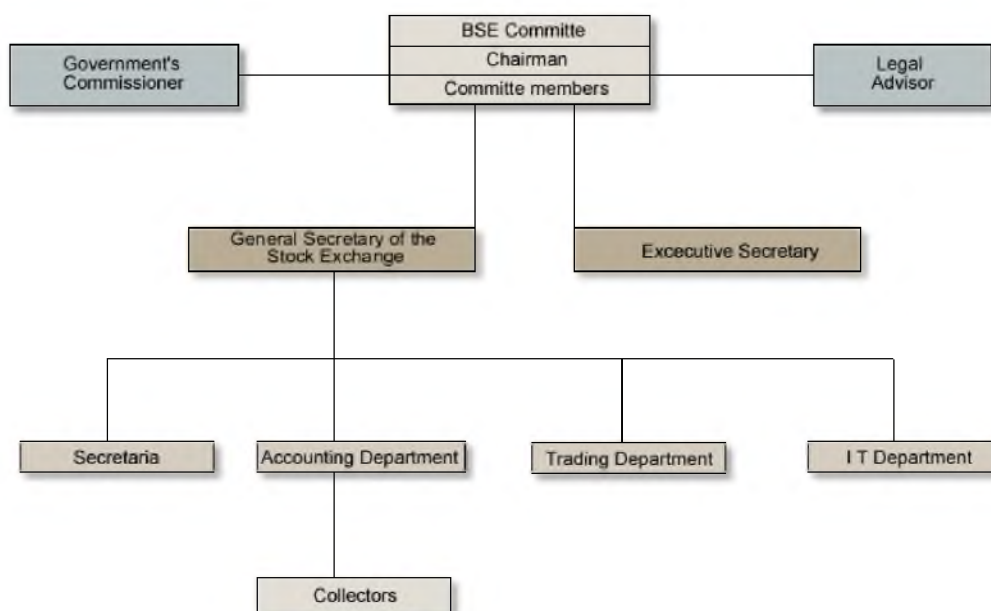 BSE Committe
Chairman
Committe members
Government's
Commissioner
Legal
Advisor
General Secretary of the
Stock Exchange
Excecutive Secretary
Secretaria
Accounting Department
Trading Department
I T Department
Collectors